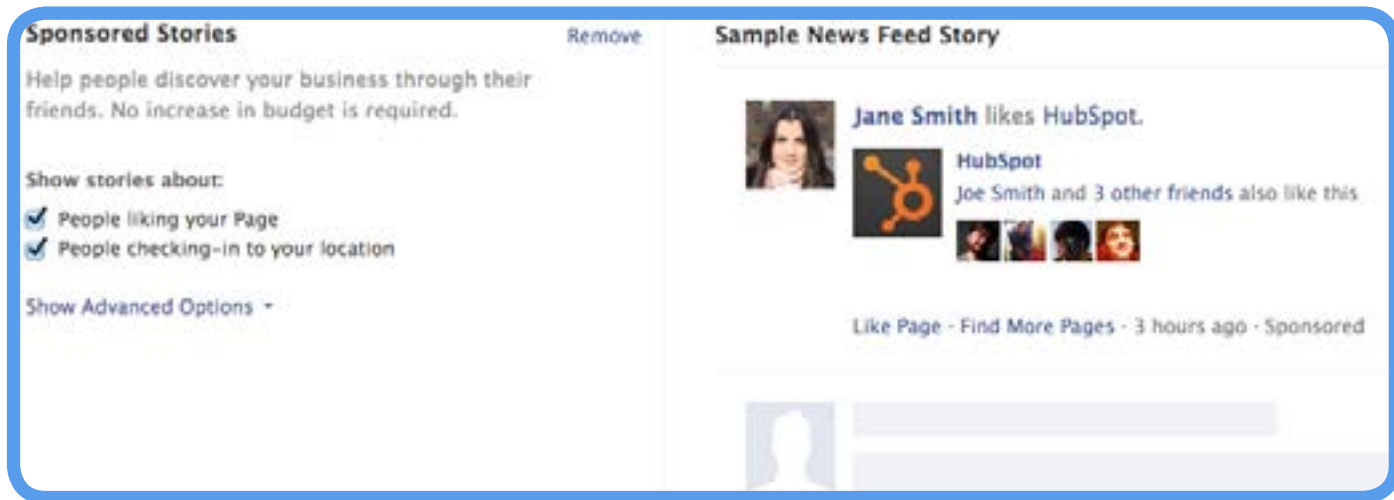 Sponsored Stories
Remove
Help people discover your business through their
friends. No increase in budget is required.
Show stories about:
People liking your Page
People checking-in to your location
Show Advanced Options
Sample News Feed Story
Jane Smith likes HubSpot.
HubSpot
Joe Smith and 3 other friends also like this
Like Page · Find More Pages · 3 hours ago · Sponsored